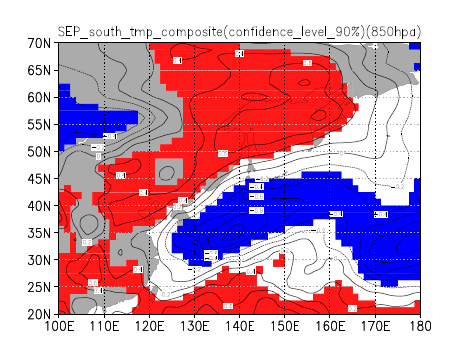 SEP_south_tmp_composite(confidence_level_90%)(850hpa)
70N
65N
60N
55N
50N
45N
40N
35N
30N
25N
20N
100E 110E 120E 130E 140E 150E 160E 170E 180